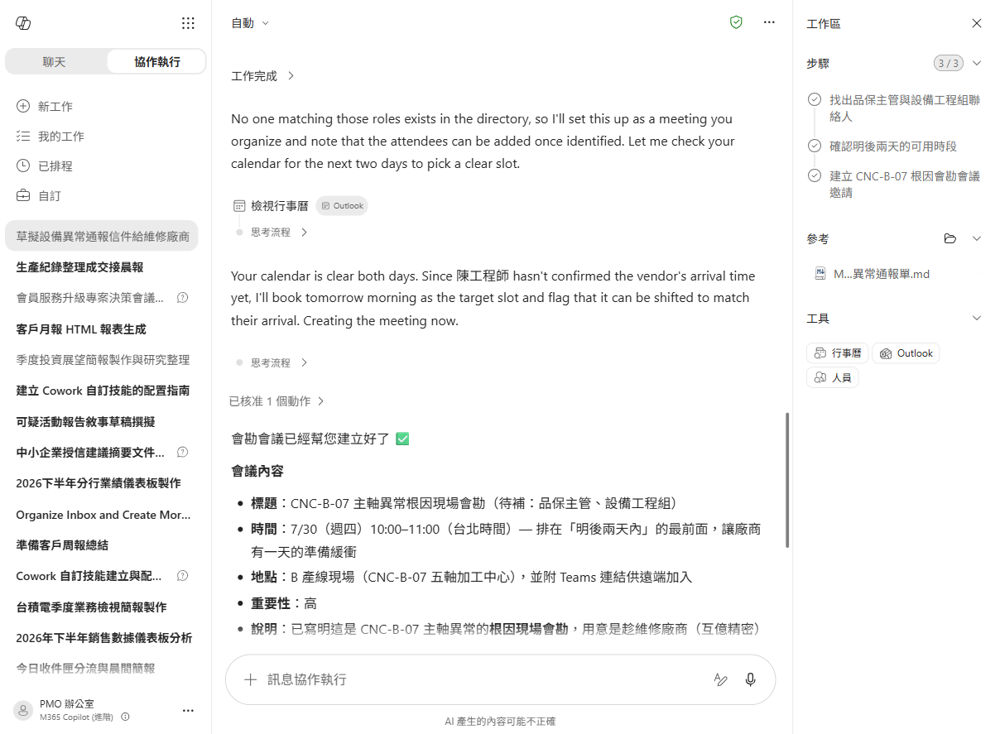 聊天
協作執行
新工作
我的工作
已排程
自訂
草擬設備異常通報信件給維修廠商
生產紀錄整理成交接晨報
會員服務升級專案決策會議...
客戶月報 HTML 報表生成
季度投資展望簡報製作與研究整理
建立 Cowork 自訂技能的配置指南
可疑活動報告敘事草稿撰擬
中小企業授信建議摘要文件...
2026下半年分行業績儀表板製作
Organize Inbox and Create Mor...
準備客戶周報總結
Cowork 自訂技能建立與配...
台積電季度業務檢視簡報製作
2026年下半年銷售數據儀表板分析
今日收件匣分流與晨間簡報
PMO 辦公室
M365 Copilot (進階)
自動
工作完成
No one matching those roles exists in the directory, so I'll set this up as a meeting you
organize and note that the attendees can be added once identified. Let me check your
calendar for the next two days to pick a clear slot.
檢視行事曆 Outlook
思考流程
Your calendar is clear both days. Since 陳工程師 hasn't confirmed the vendor's arrival time
yet, I'll book tomorrow morning as the target slot and flag that it can be shifted to match
their arrival. Creating the meeting now.
思考流程
已核准 1 個動作
會勘會議已經幫您建立好了 ✅
會議內容
• 標題：CNC-B-07 主軸異常根因現場會勘（待補：品保主管、設備工程組）
• 時間：7/30（週四）10:00–11:00（台北時間）— 排在「明後兩天內」的最前面，讓廠商
有一天的準備緩衝
• 地點：B 產線現場（CNC-B-07 五軸加工中心），並附 Teams 連結供遠端加入
• 重要性：高
• 說明：已寫明這是 CNC-B-07 主軸異常的根因現場會勘，用意是趁維修廠商（互億精密）
訊息協作執行
AI 產生的內容可能不正確
工作區
步驟
3 / 3
找出品保主管與設備工程組聯
絡人
確認明後兩天的可用時段
建立 CNC-B-07 根因會勘會議
邀請
參考
M...異常通報單.md
工具
行事曆
Outlook
人員